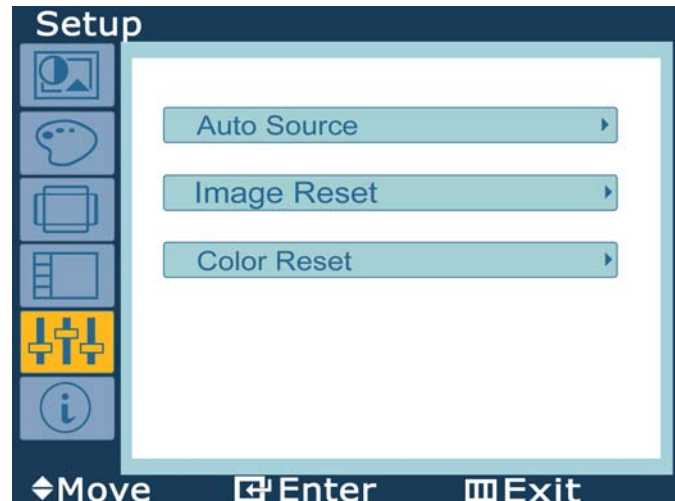 Setup
Auto Source
Image Reset
Color Reset
Move Enter Exit